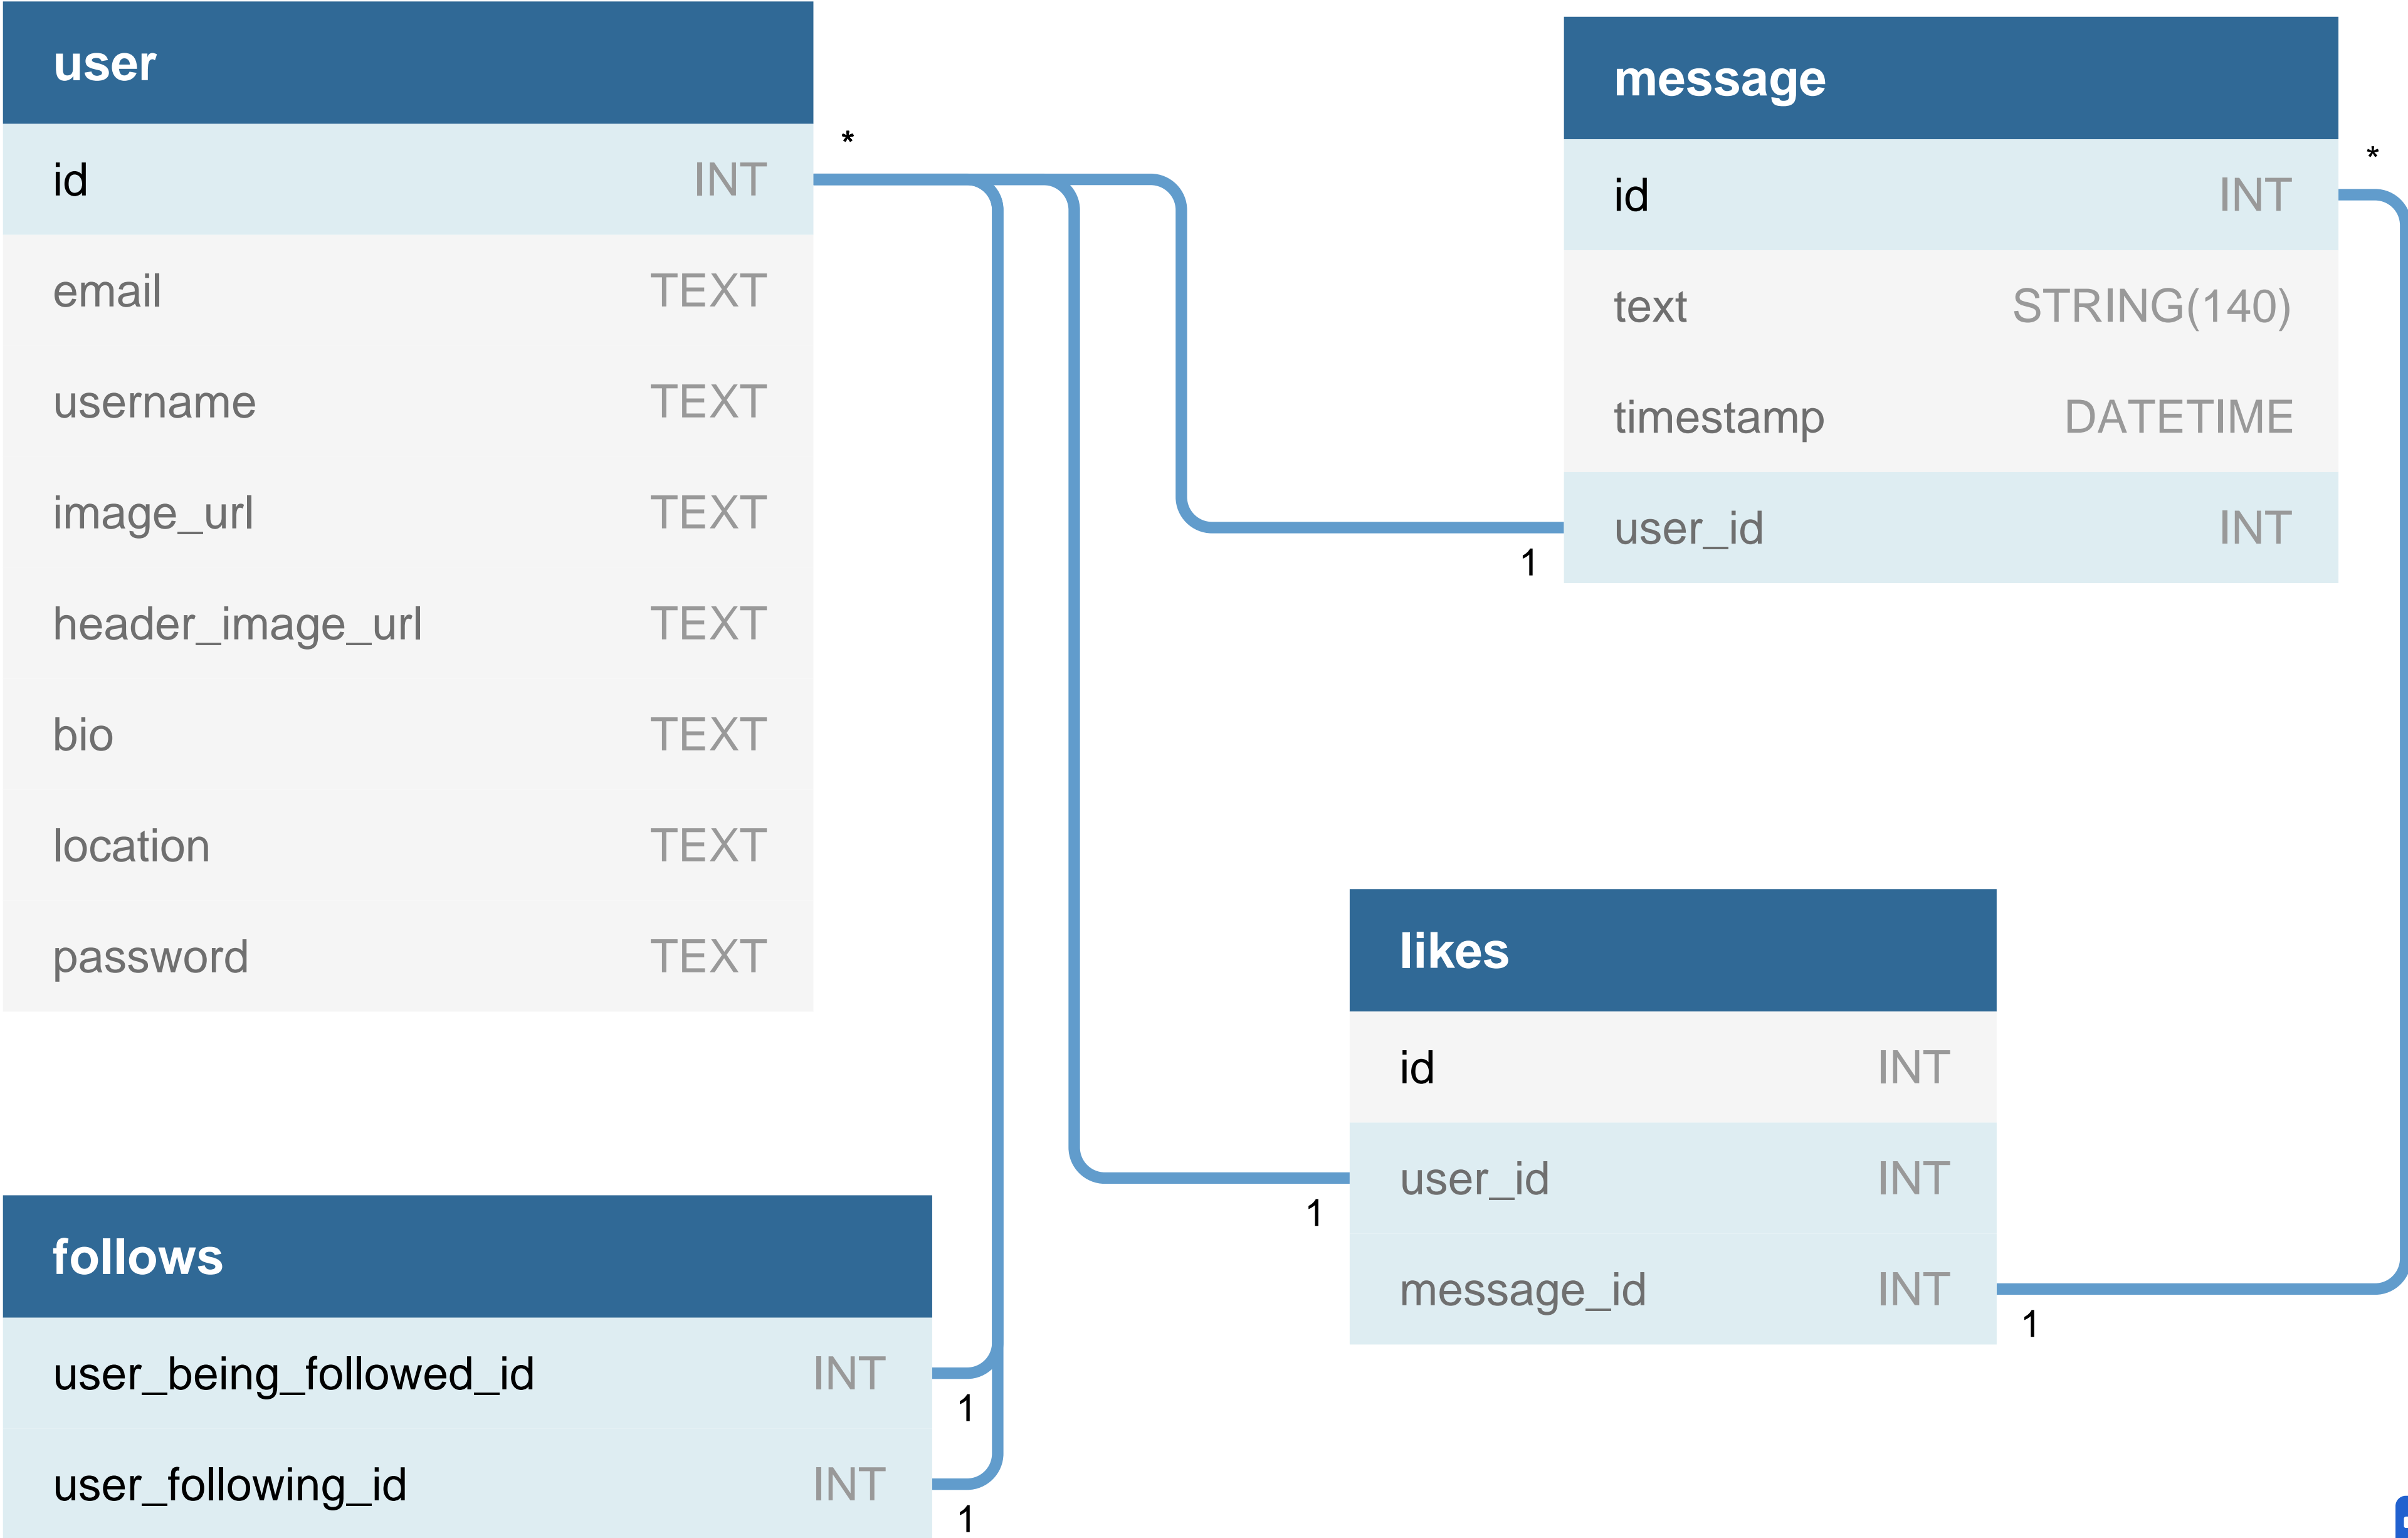 user
id INT
email TEXT
username TEXT
image_url TEXT
header_image_url TEXT
bio TEXT
location TEXT
password TEXT
*
message
id INT
text STRING(140)
timestamp DATETIME
user_id INT
*
1
likes
id INT
user_id INT
message_id INT
1
1
follows
user_being_followed_id INT
user_following_id INT
1
1